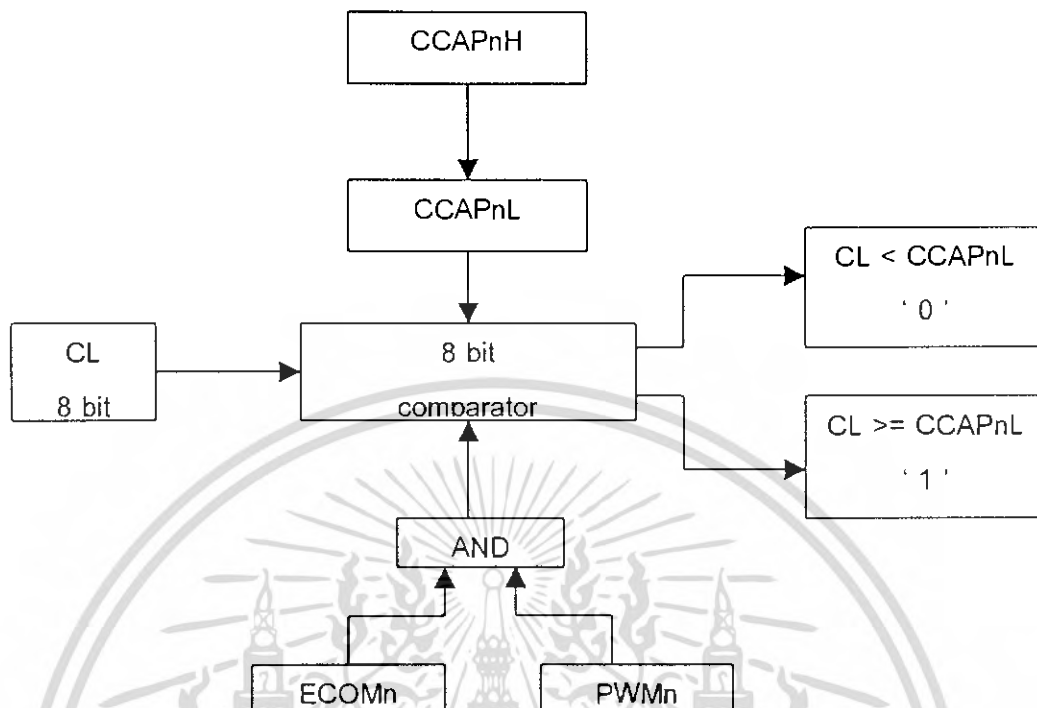 CCAPnH
CCAPnL
CL < CCAPnL
' 0 '
CL
8 bit
8 bit
comparator
CL >= CCAPnL
' 1 '
AND
ECOMn
PWMn